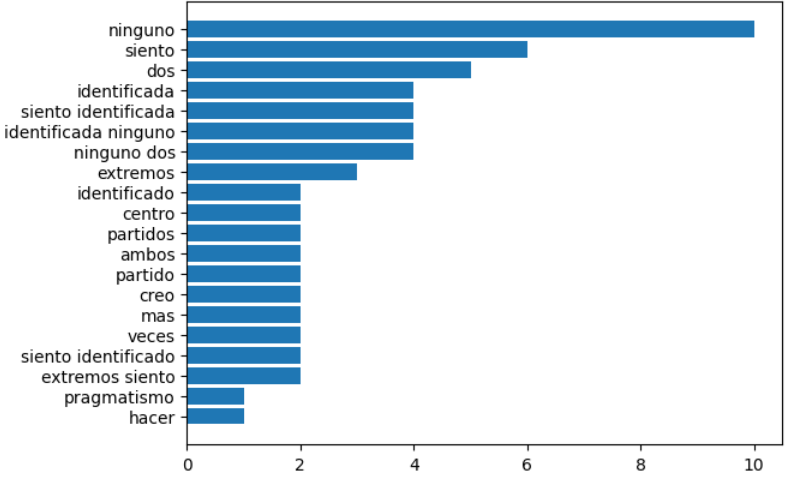 ninguno
siento
dos
identificada
siento identificada
identificada ninguno
ninguno dos
extremos
identificado
centro
partidos
ambos
partido
creo
mas
veces
siento identificado
extremos siento
pragmatismo
hacer
0 2 4 6 8 10